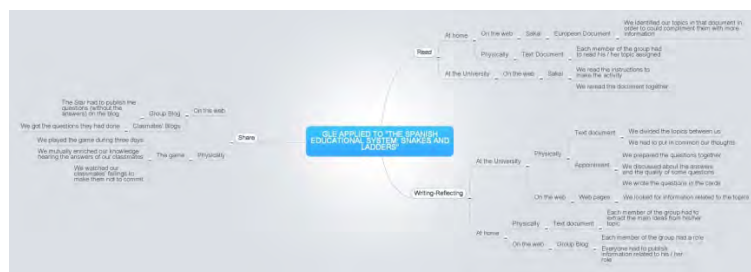 GLE APPLIED TO "THE SPANISH
EDUCATIONAL SYSTEM: SNAKES AND
LADDERS"
Read
At home
On the web
Sakai
European Document
We identified our topics in that document in
order to could compliment them with more
information
Physically
Text Document
Each member of the group had
to read his / her topic assigned
At the University
On the web
Sakai
We read the instructions to
make the activity
We reread the document together
Writing-Reflecting
At the University
Physically
Text document
We divided the topics between us
We had to put in common our thoughts
Appointment
We prepared the questions together
We discussed about the answers
and the quality of some questions
We wrote the questions in the cards
On the web
Web pages
We looked for information related to the topics
At home
Physically
Text document
Each member of the group had to
extract the main ideas from his/her
topic
On the web
Group Blog
Each member of the group had a role
Everyone had to publish
information related to his / her
role
Share
On the web
Group Blog
The Star had to publish the
questions (without the
answers) on the blog
Classmates' Blogs
We got the questions they had done
Physically
The game
We played the game during three days
We mutually enriched our knowledge
hearing the answers of our classmates
We watched our
classmates' failings to
make them not to commit